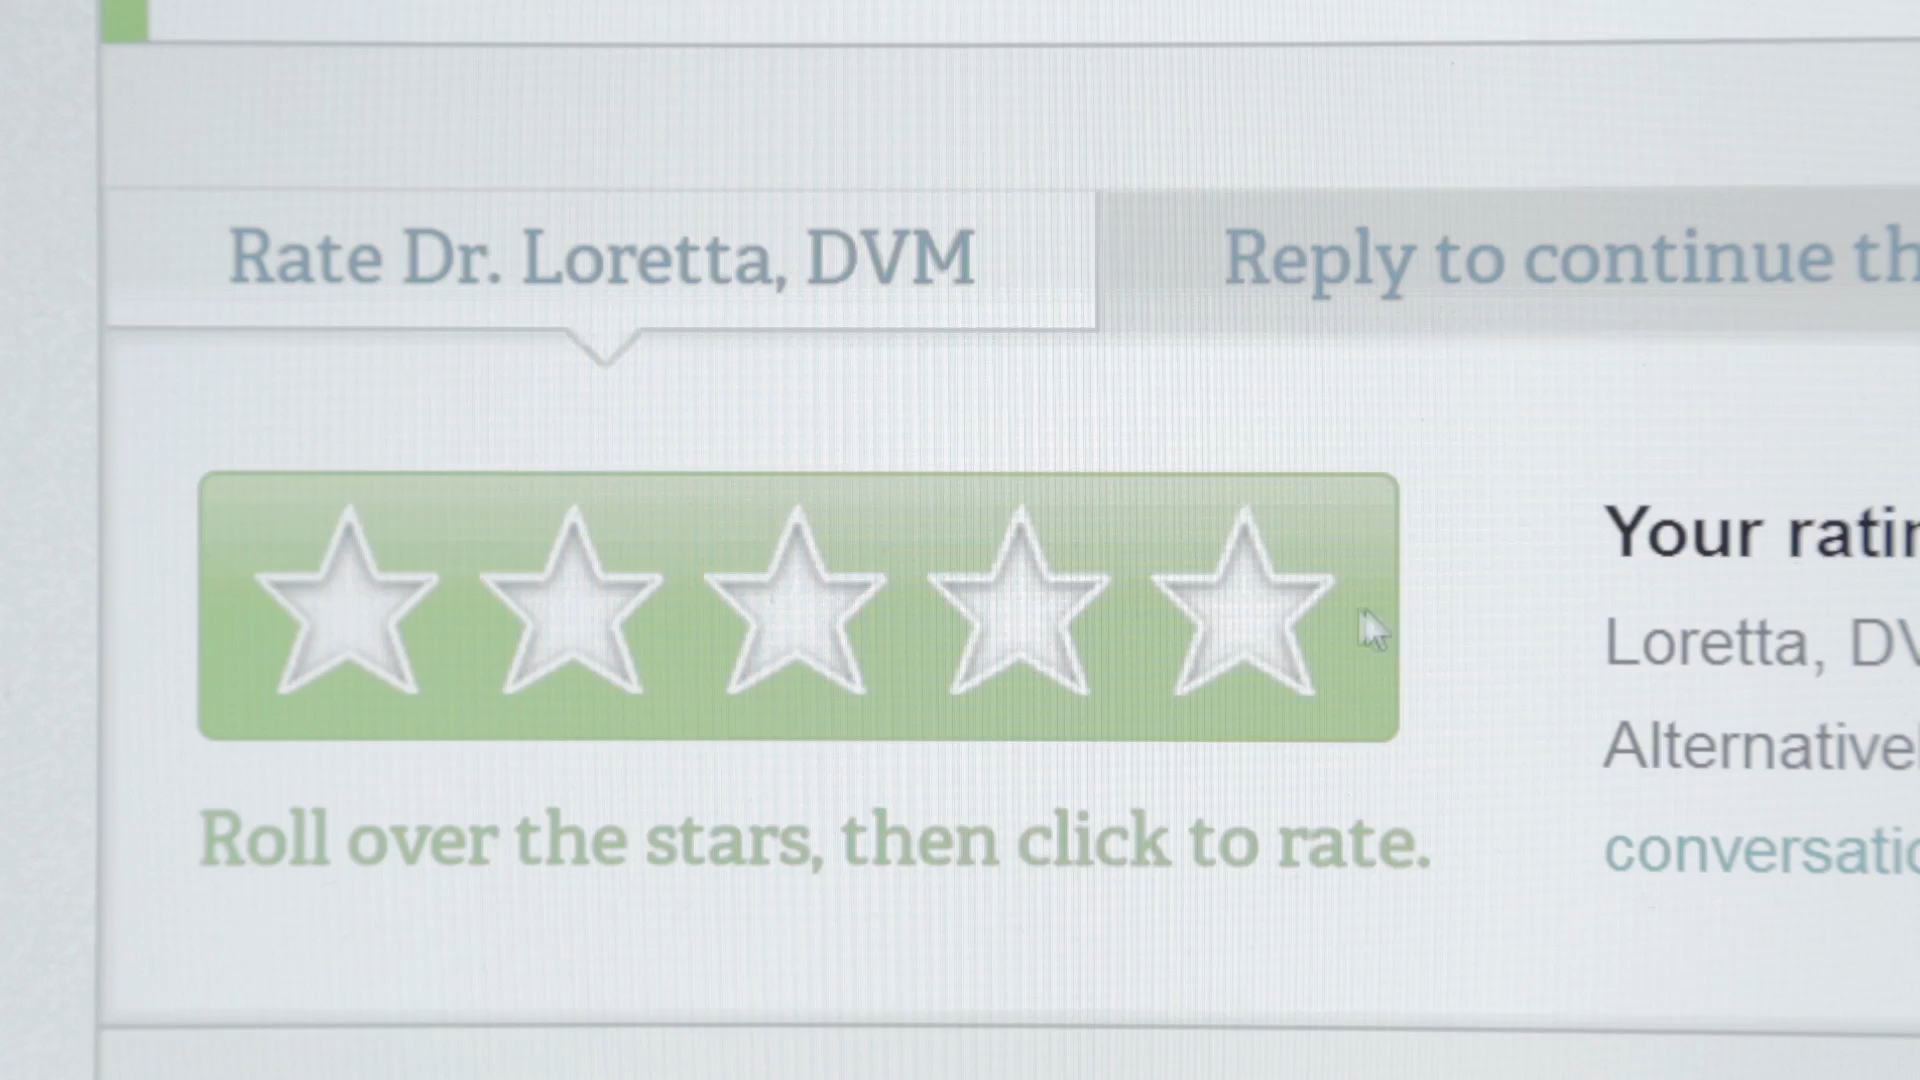 Rate Dr. Loretta, DVM
Reply to continue th
Roll over the stars, then click to rate.
Your ratin
Loretta, DV
Alternativel
conversatio